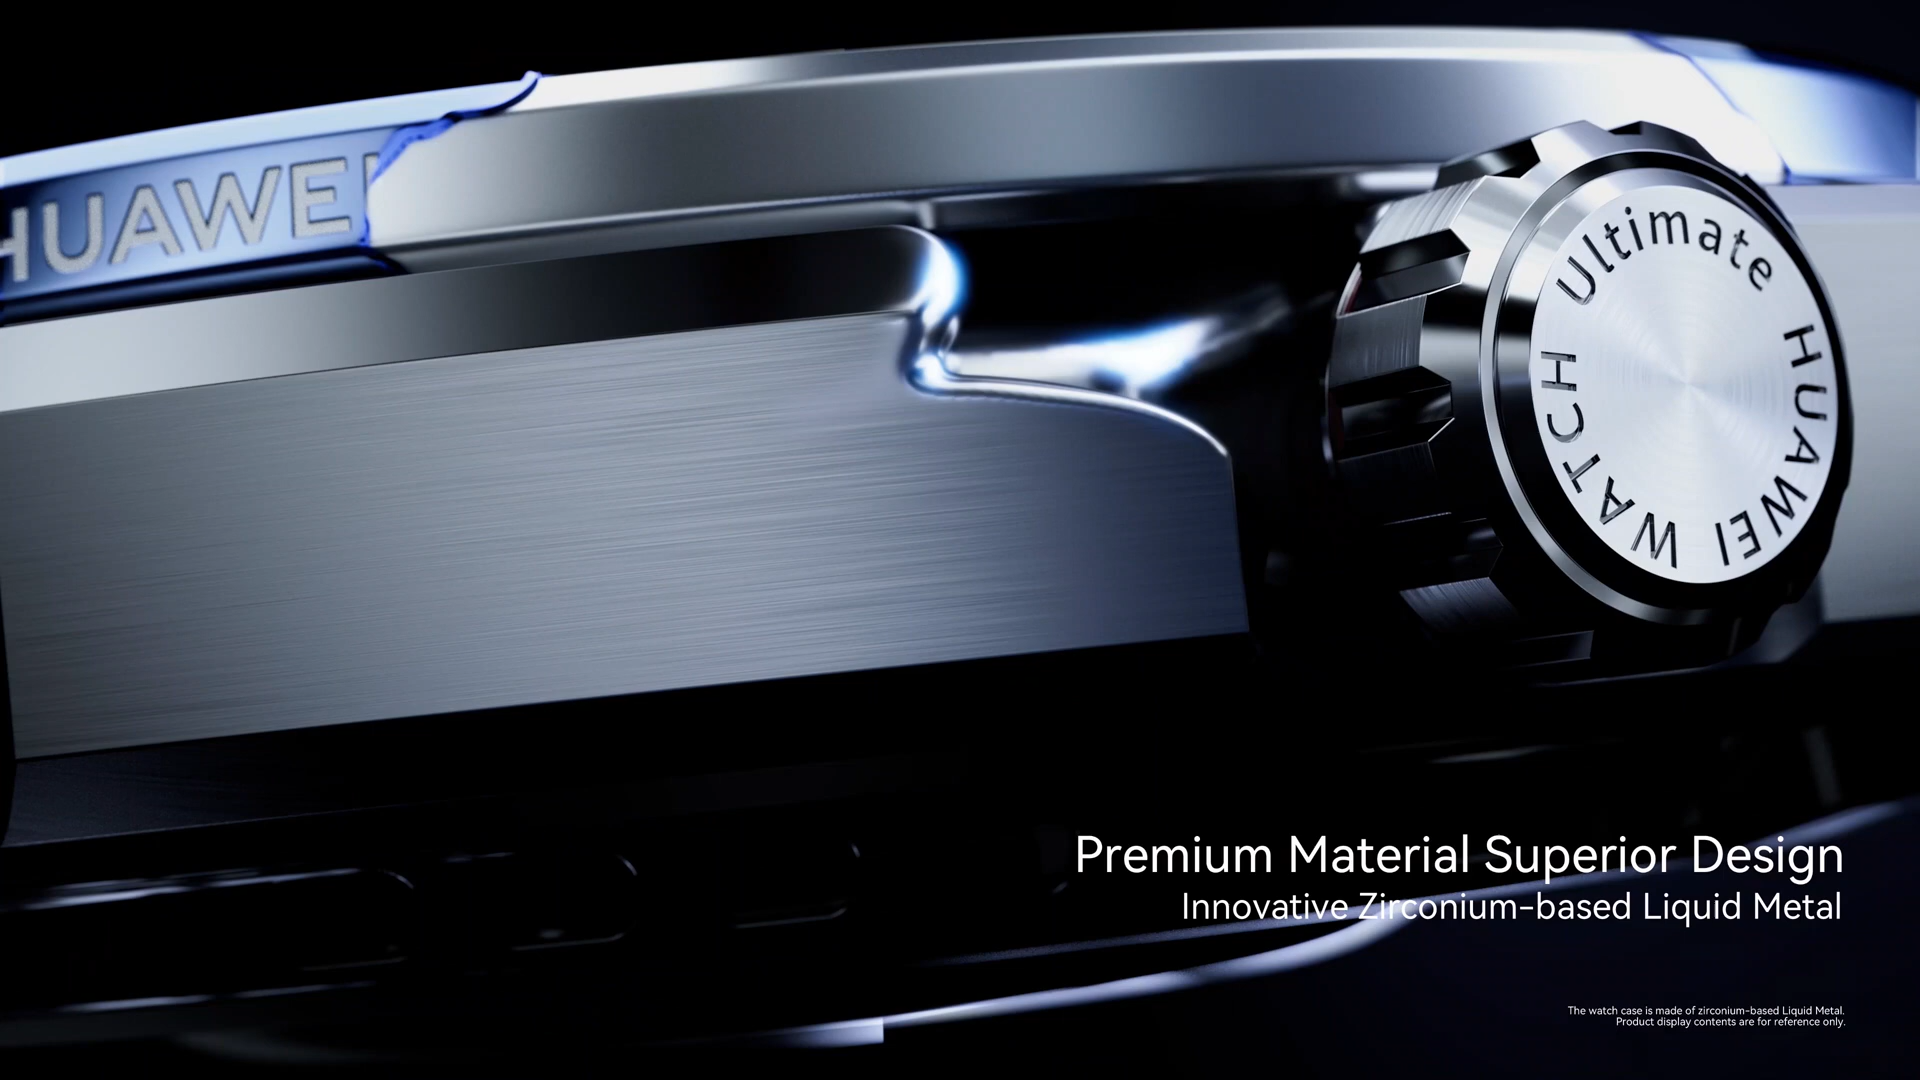 HUAWEI
Ultimate
HUAWEI WATCH
Premium Material Superior Design
Innovative Zirconium-based Liquid Metal
The watch case is made of zirconium-based Liquid Metal.
Product display contents are for reference only.